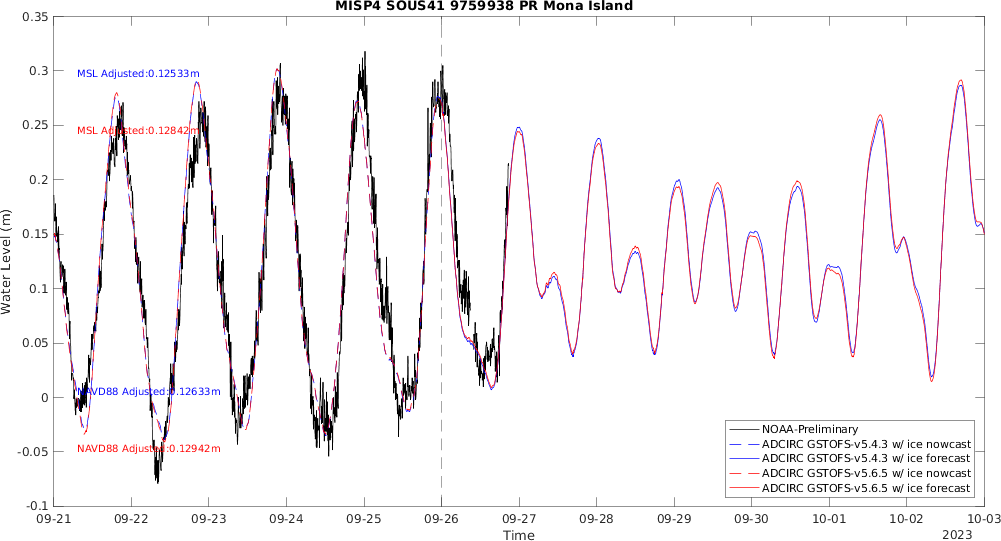 MISP4 SOUS41 9759938 PR Mona Island
0.35
0.3
0.25
0.2
0.15
0.1
0.05
0
-0.05
-0.1
Water Level (m)
MSL Adjusted:0.12533m
MSL Adjusted:0.12842m
NAVD88 Adjusted:0.12633m
NAVD88 Adjusted:0.12942m
NOAA-Preliminary
ADCIRC GSTOFS-v5.4.3 w/ ice nowcast
ADCIRC GSTOFS-v5.4.3 w/ ice forecast
ADCIRC GSTOFS-v5.6.5 w/ ice nowcast
ADCIRC GSTOFS-v5.6.5 w/ ice forecast
09-21 09-22 09-23 09-24 09-25 09-26 09-27 09-28 09-29 09-30 10-01 10-02 10-03
Time
2023